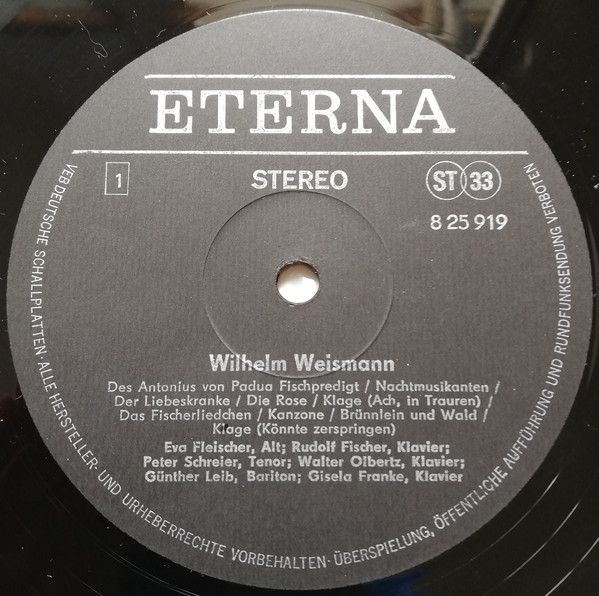 ETERNA
1
STEREO
ST 33
8 25 919
Wilhelm Weismann
Des Antonius von Padua Fischpredigt / Nachtmusikanten /
Der Liebeskranke / Die Rose / Klage (Ach, in Trauren) /
Das Fischerliedchen / Kanzone / Brünnlein und Wald /
Klage (Könnte zerspringen)
Eva Fleischer, Alt; Rudolf Fischer, Klavier;
Peter Schreier, Tenor; Walter Olbertz, Klavier;
Günther Leib, Bariton; Gisela Franke, Klavier
VEB DEUTSCHE SCHALLPLATTEN · ALLE HERSTELLER- UND URHEBERRECHTE VORBEHALTEN · ÜBERSPIELUNG, ÖFFENTLICHE AUFFÜHRUNG UND RUNDFUNKSENDUNG VERBOTEN